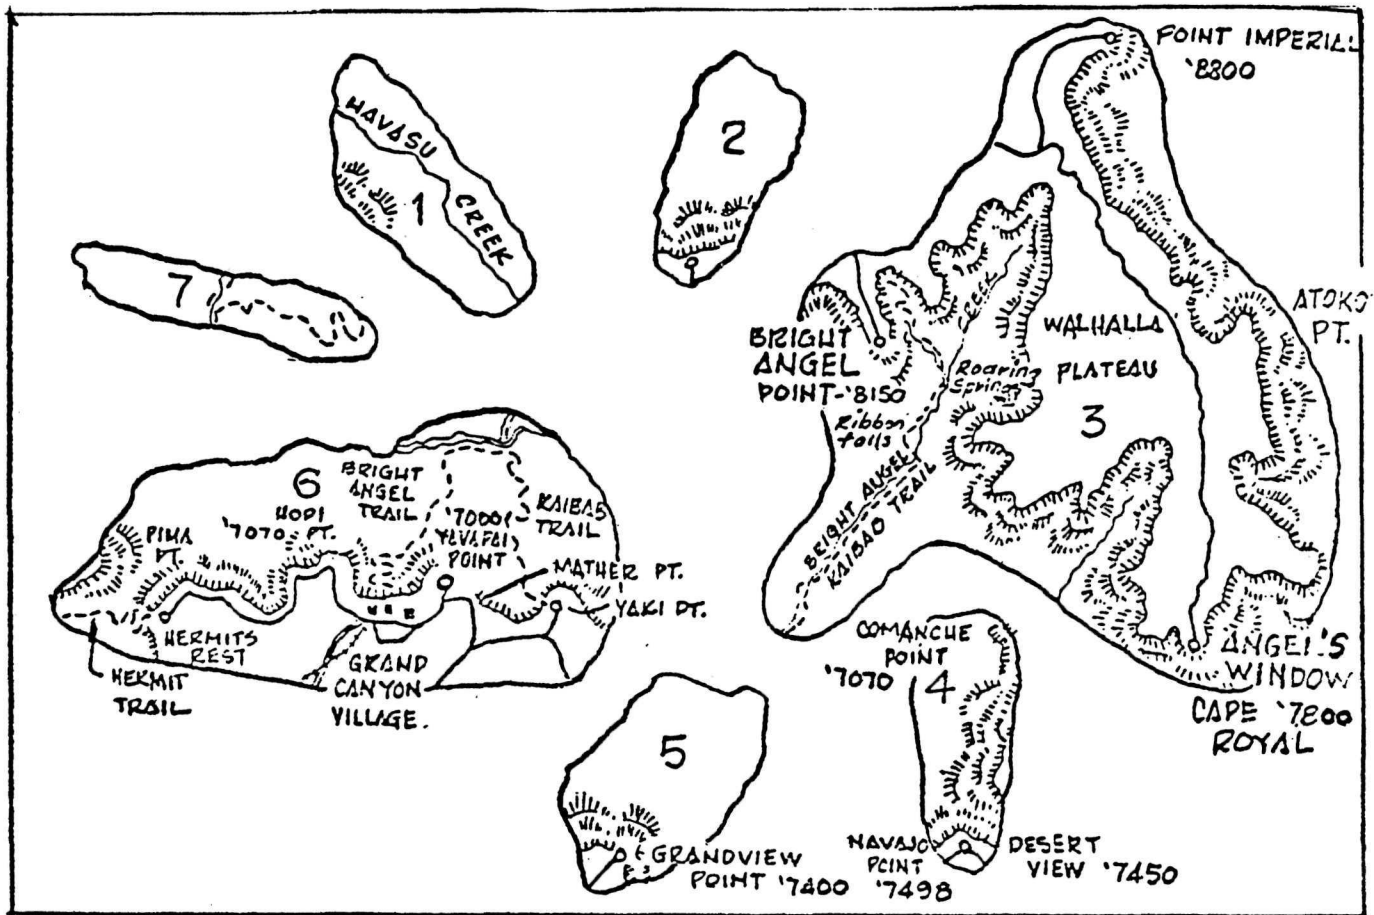 POINT IMPERIAL
'8800
HAVASU
CREEK
1
2
7
ATOKO
PT.
WALHALLA
PLATEAU
3
BRIGHT
ANGEL
POINT-'8150
CREEK
Roaring
Springs
Ribbon
falls
BRIGHT ANGEL
KAIBAB TRAIL
6
BRIGHT
ANGEL
TRAIL
HOPI
'7070 PT.
PIMA
PT.
'7000
YAVAPAI
POINT
KAIBAB
TRAIL
MATHER PT.
YAKI PT.
HERMITS
REST
HERMIT
TRAIL
GRAND
CANYON
VILLAGE.
COMANCHE
POINT
'7070
4
ANGEL'S
WINDOW
CAPE '7800
ROYAL
5
GRANDVIEW
POINT '7400
NAVAJO
POINT
'7498
DESERT
VIEW '7450